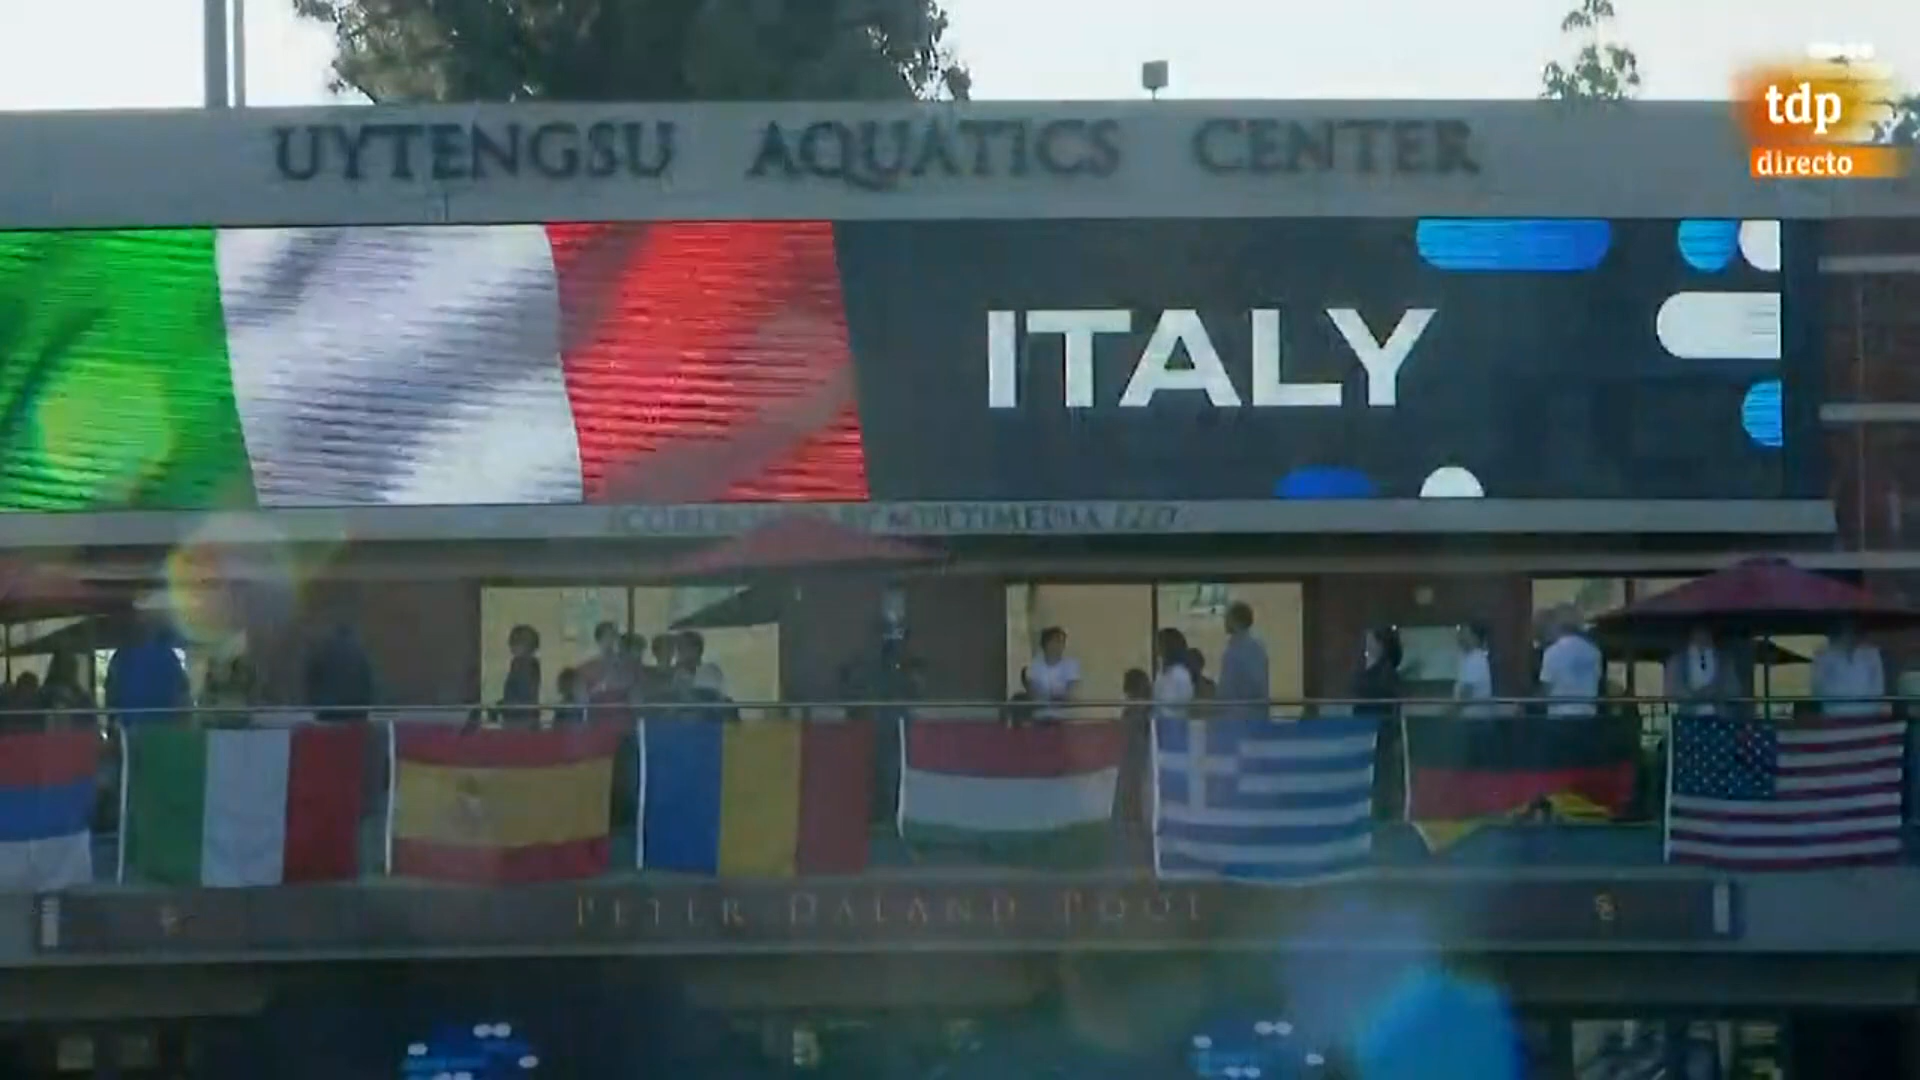 tdp
directo
UYTENGSU AQUATICS CENTER
ITALY
PETER DALAND POOL